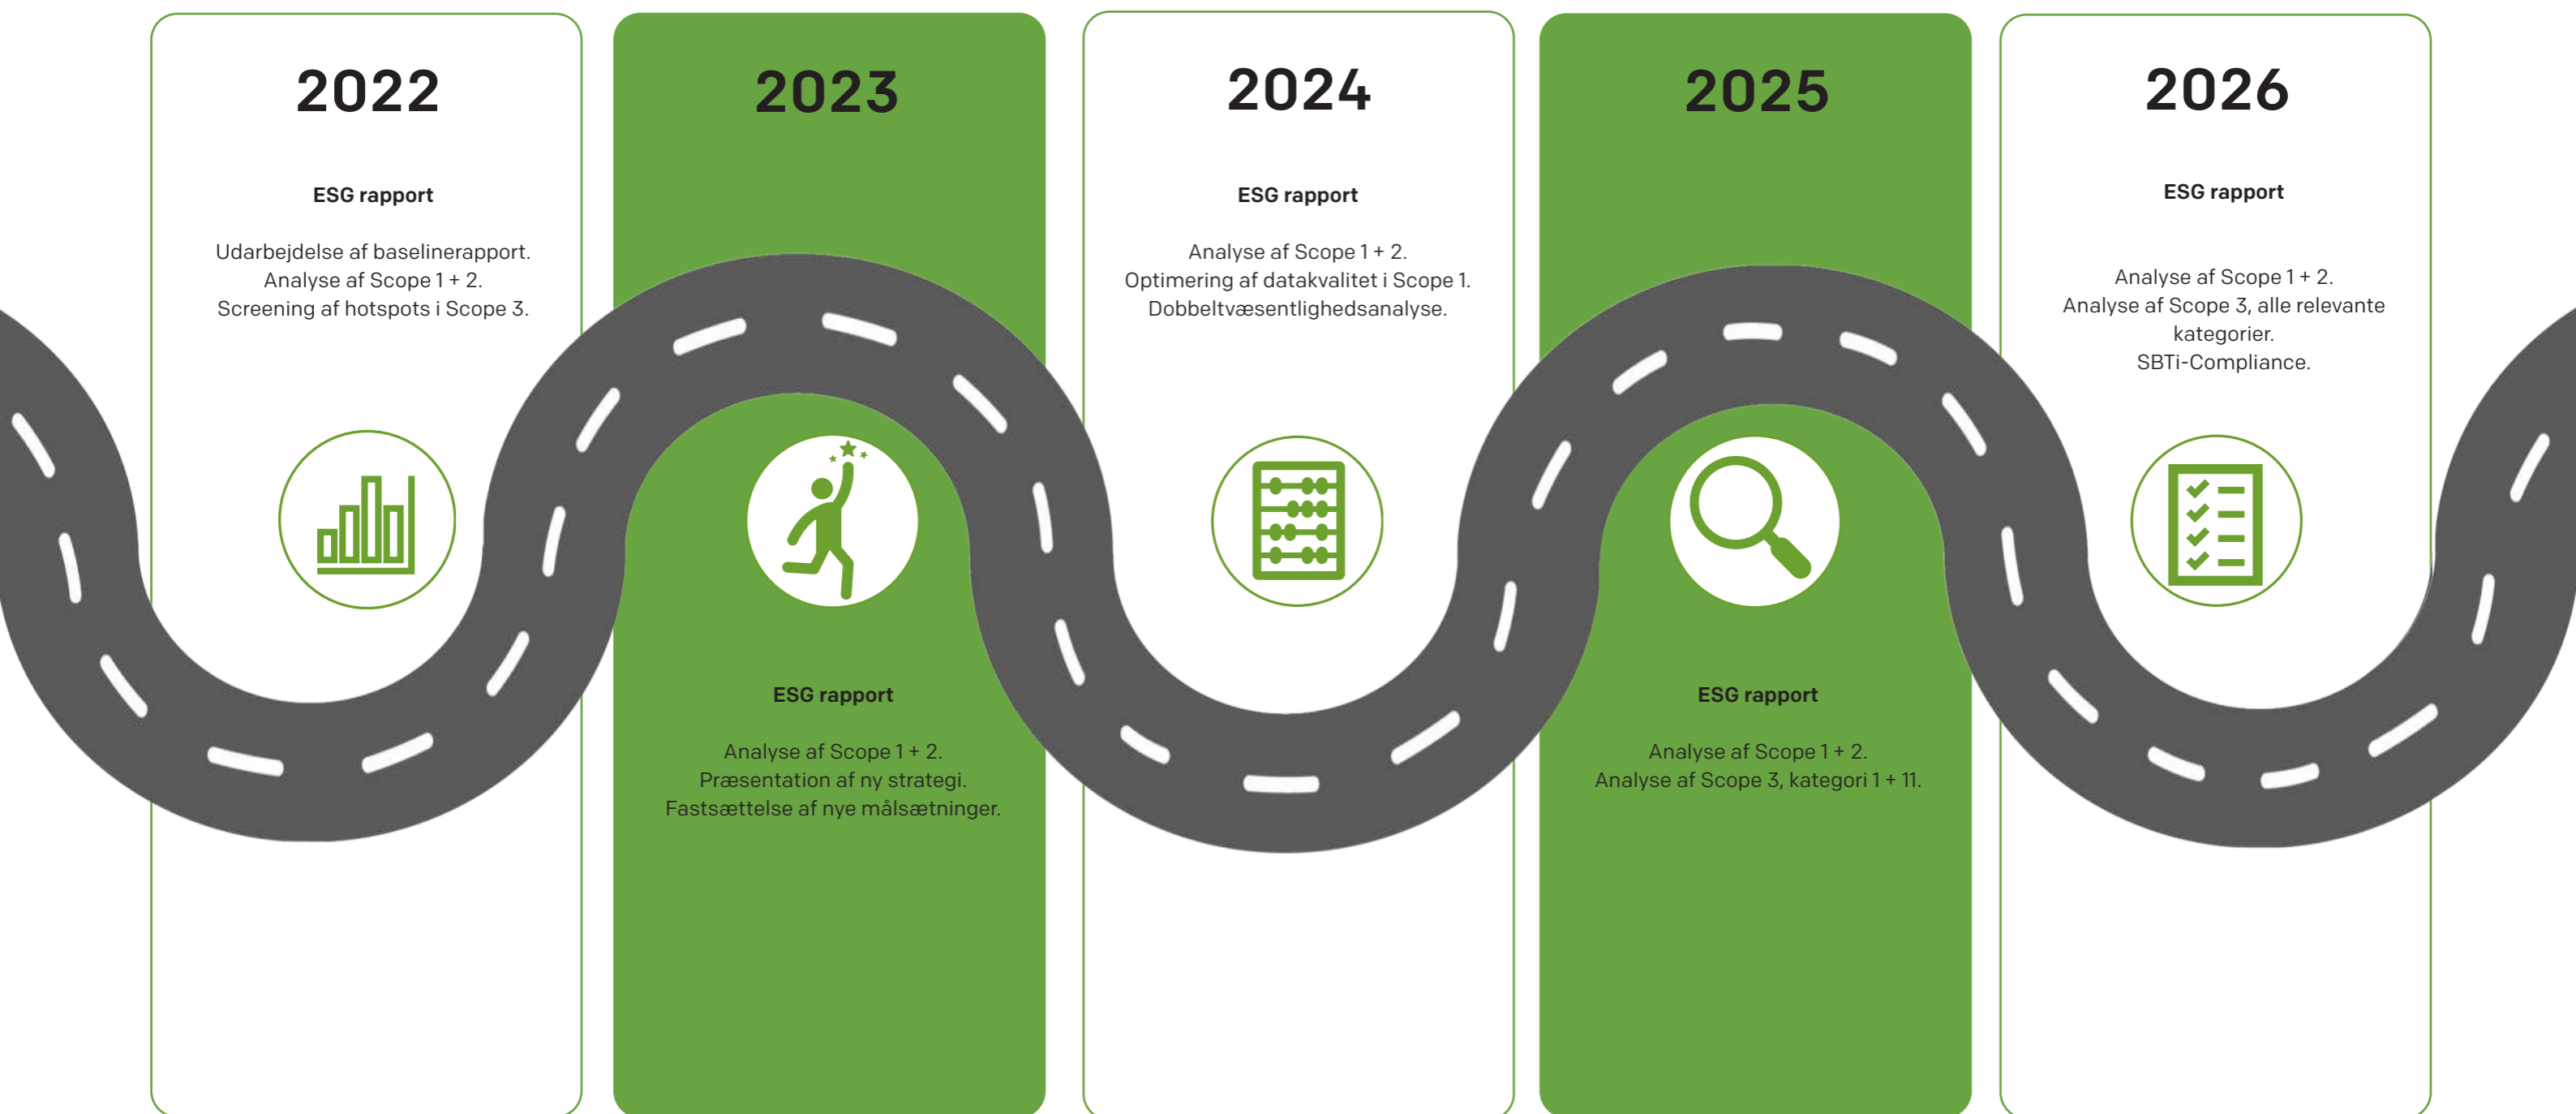 2022
ESG rapport
Udarbejdelse af baselinerapport.
Analyse af Scope 1 + 2.
Screening af hotspots i Scope 3.
2023
ESG rapport
Analyse af Scope 1 + 2.
Præsentation af ny strategi.
Fastsættelse af nye målsætninger.
2024
ESG rapport
Analyse af Scope 1 + 2.
Optimering af datakvalitet i Scope 1.
Dobbeltvæsentlighedsanalyse.
2025
ESG rapport
Analyse af Scope 1 + 2.
Analyse af Scope 3, kategori 1 + 11.
2026
ESG rapport
Analyse af Scope 1 + 2.
Analyse af Scope 3, alle relevante
kategorier.
SBTi-Compliance.